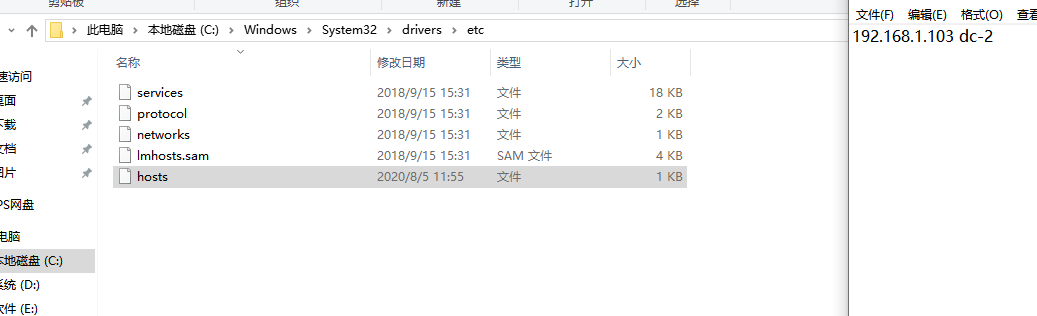 剪贴板 组织 新建 打开 选择
此电脑 本地磁盘 (C:) Windows System32 drivers etc
名称 修改日期 类型 大小
services 2018/9/15 15:31 文件 18 KB
protocol 2018/9/15 15:31 文件 2 KB
networks 2018/9/15 15:31 文件 1 KB
lmhosts.sam 2018/9/15 15:31 SAM 文件 4 KB
hosts 2020/8/5 11:55 文件 1 KB
速访问
桌面
下载
文档
图片
PS网盘
电脑
本地磁盘 (C:)
系统 (D:)
软件 (E:)
文件(F) 编辑(E) 格式(O) 查看
192.168.1.103 dc-2